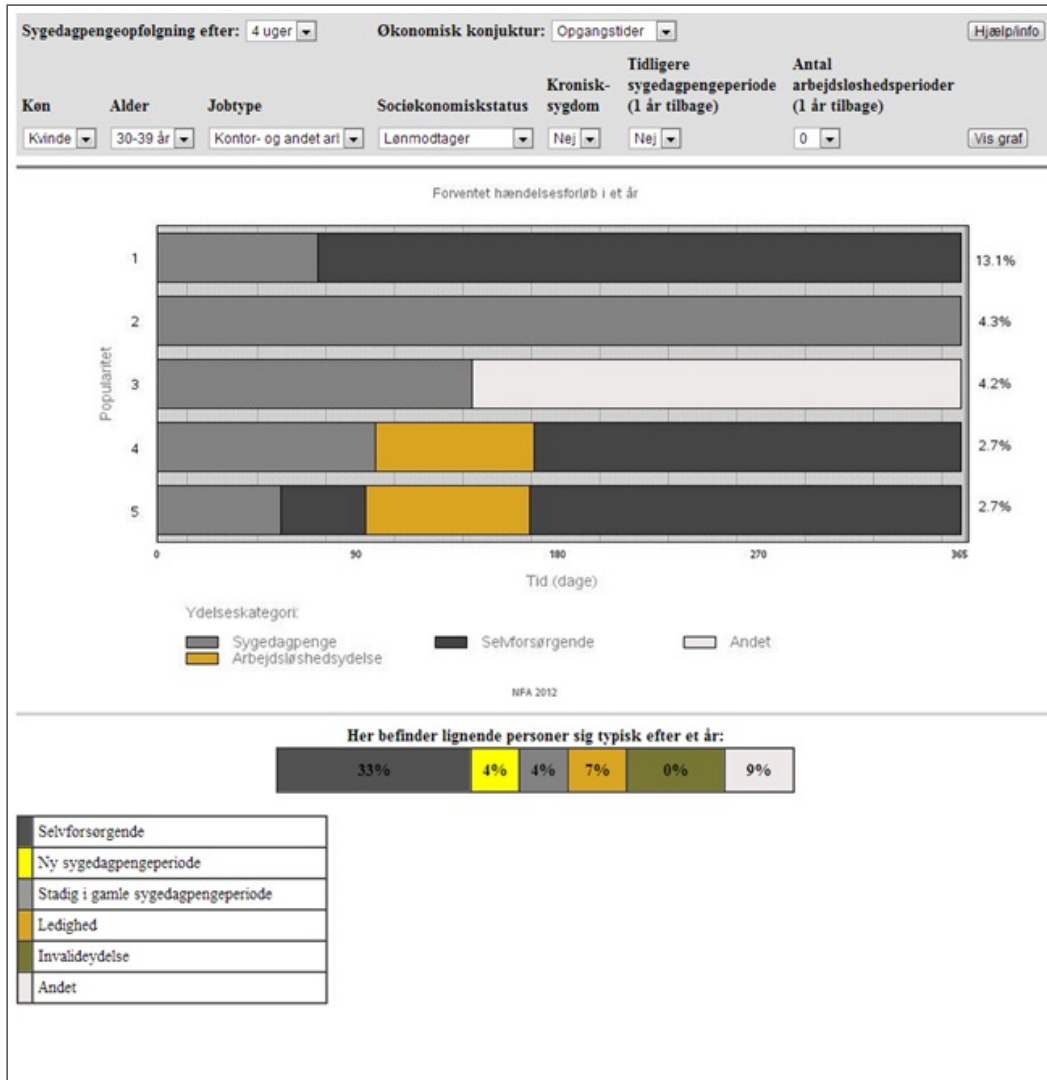 Sygedagpengeopfølgning efter: 4 uger Økonomisk konjuktur: Opgangstider Hjælp/info
Tidligere Antal
Kronisk- sygedagpengeperiode arbejdsløshedsperioder
Køn Alder Jobtype Sociøkonomiskstatus sygdom (1 år tilbage) (1 år tilbage)
Kvinde 30-39 år Kontor- og andet ar Lønmodtager Nej Nej 0 Vis graf
Forventet hændelsesforløb i et år
1 13.1%
2 4.3%
Popularitet
3 4.2%
4 2.7%
5 2.7%
0 90 180 270 365
Tid (dage)
Ydelseskategori:
Sygedagpenge Selvforsørgende Andet
Arbejdsløshedsydelse
NFA 2012
Her befinder lignende personer sig typisk efter et år:
33% 4% 4% 7% 0% 9%
Selvforsørgende
Ny sygedagpengeperiode
Stadig i gamle sygedagpengeperiode
Ledighed
Invalideydelse
Andet